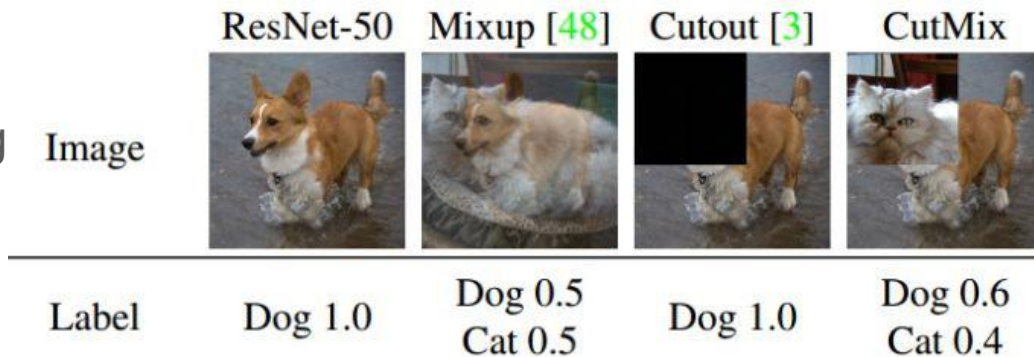 ResNet-50 Mixup [48] Cutout [3] CutMix
Image
Label Dog 1.0 Dog 0.5 Cat 0.5 Dog 1.0 Dog 0.6 Cat 0.4